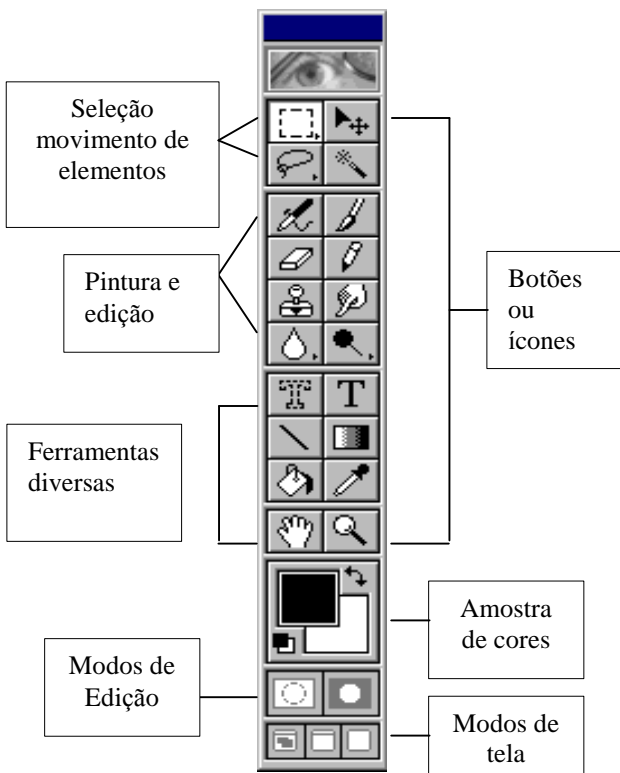 Seleção
movimento de
elementos
Pintura e
edição
Botões
ou
ícones
T T
Ferramentas
diversas
Amostra
de cores
Modos de
Edição
Modos de
tela